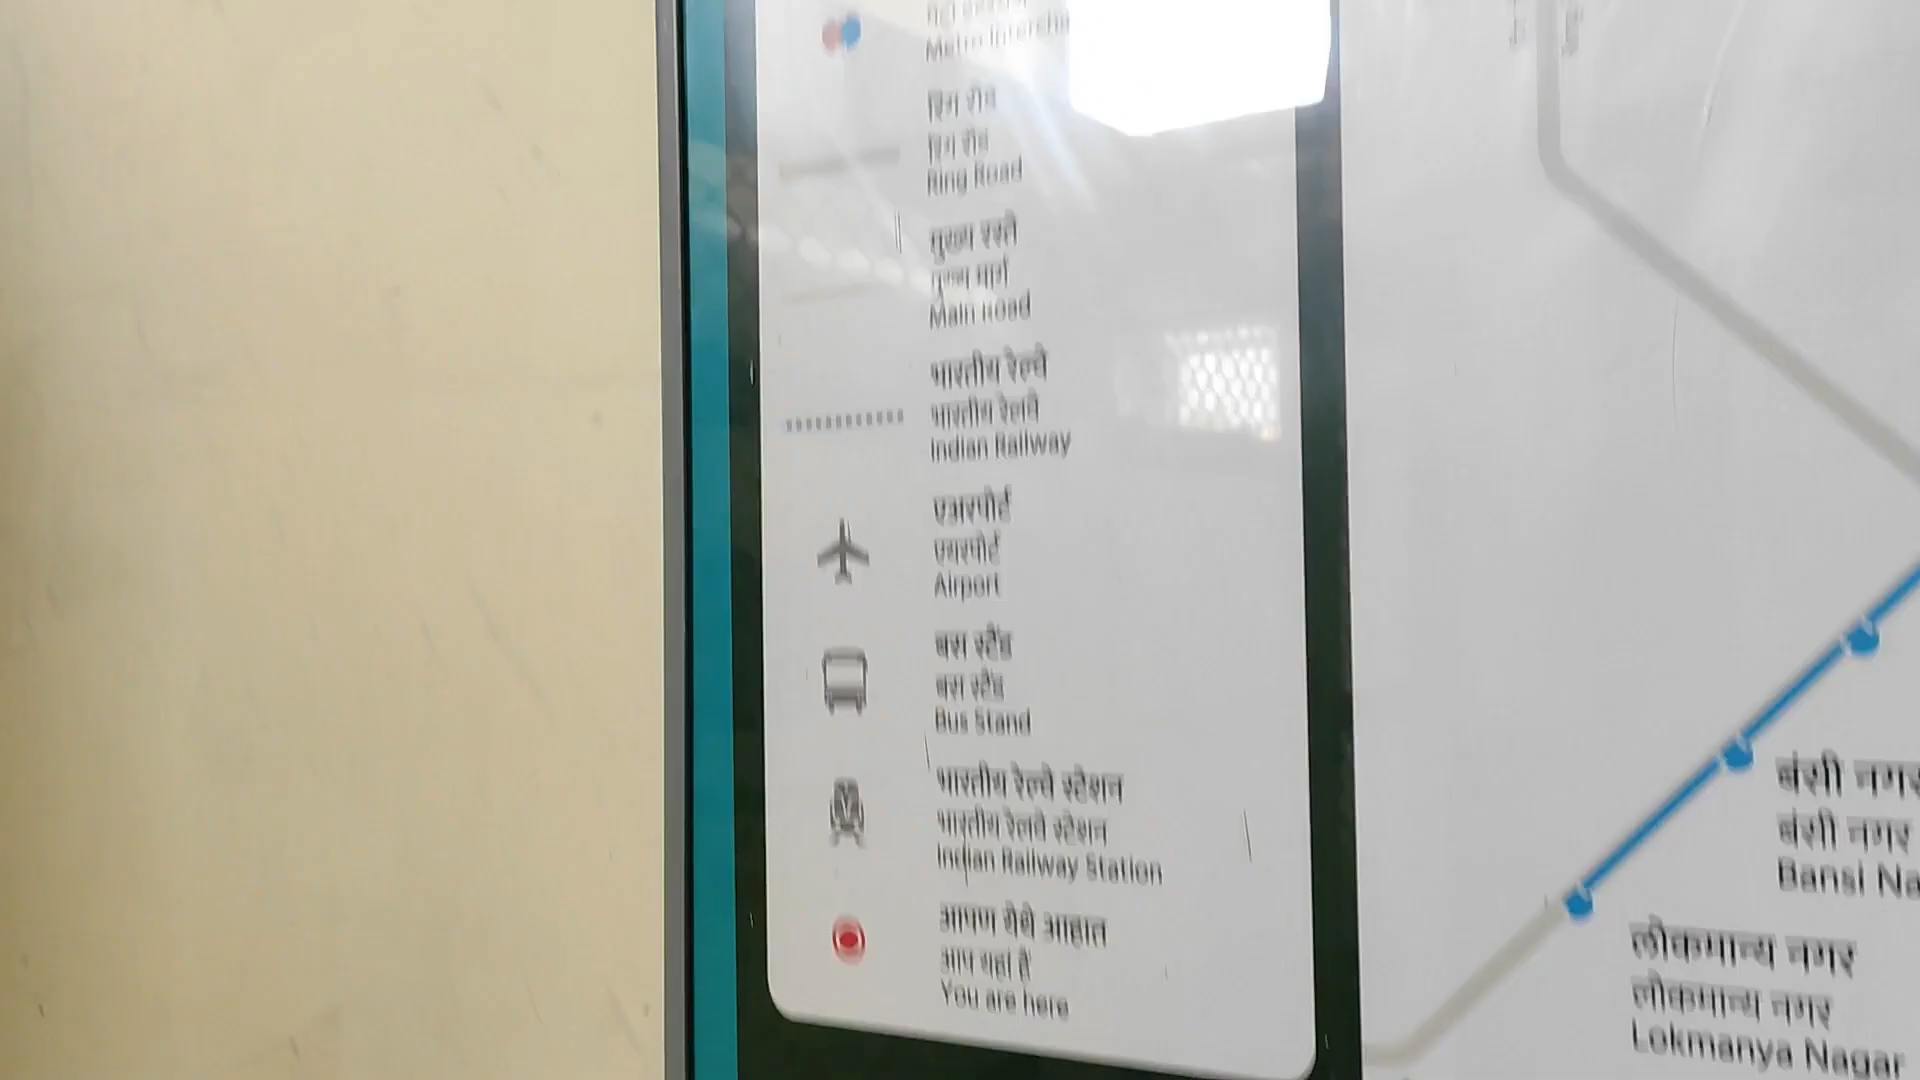 रिंग रोड
रिंग रोड
Ring Road
मुख्य रस्ते
मुख्य मार्ग
Main Road
भारतीय रेल्वे
भारतीय रेलवे
Indian Railway
एअरपोर्ट
एयरपोर्ट
Airport
बस स्टँड
बस स्टैंड
Bus Stand
भारतीय रेल्वे स्टेशन
भारतीय रेलवे स्टेशन
Indian Railway Station
आपण येथे आहात
आप यहां हैं
You are here
बंसी नगर
बंसी नगर
Bansi Na
लोकमान्य नगर
लोकमान्य नगर
Lokmanya Nagar